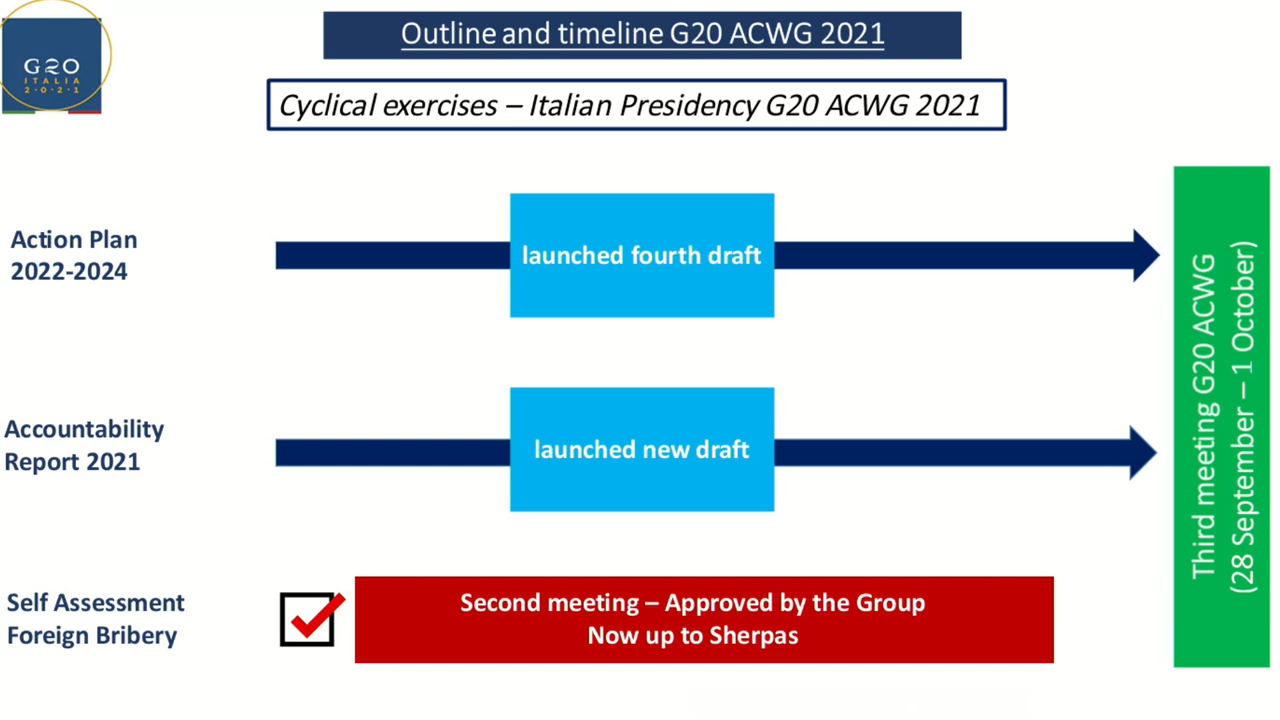 G20
ITALIA
2·0·2·1
Outline and timeline G20 ACWG 2021
Cyclical exercises – Italian Presidency G20 ACWG 2021
Action Plan
2022-2024
launched fourth draft
Accountability
Report 2021
launched new draft
Self Assessment
Foreign Bribery
Second meeting – Approved by the Group
Now up to Sherpas
Third meeting G20 ACWG
(28 September – 1 October)